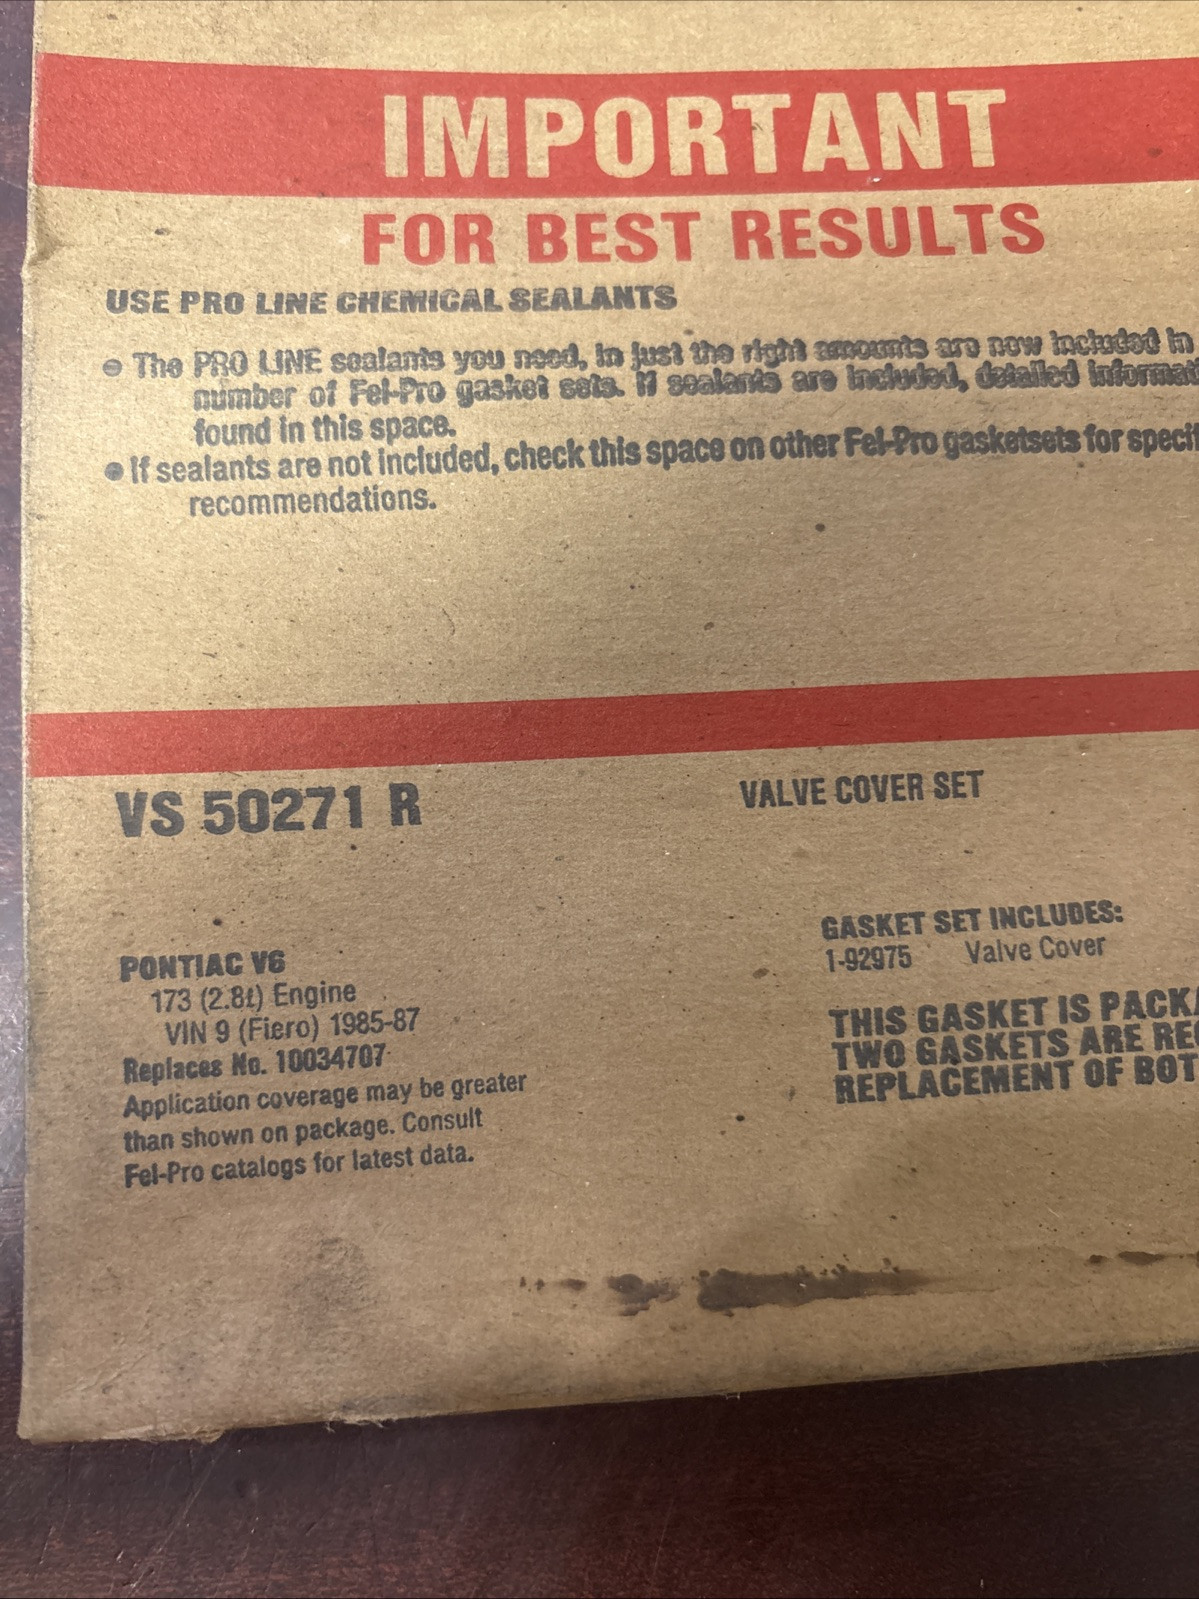 IMPORTANT
FOR BEST RESULTS
USE PRO LINE CHEMICAL SEALANTS
• The PRO LINE sealants you need, in just the right amounts are now included in
number of Fel-Pro gasket sets. If sealants are included, detailed
found in this space.
• If sealants are not included, check this space on other Fel-Pro gasketsets for
recommendations.
VS 50271 R
VALVE COVER SET
PONTIAC V6
173 (2.8ℓ) Engine
VIN 9 (Fiero) 1985-87
Replaces No. 10034707
Application coverage may be greater
than shown on package. Consult
Fel-Pro catalogs for latest data.
GASKET SET INCLUDES:
1-92975 Valve Cover
THIS GASKET IS
TWO GASKETS ARE
REPLACEMENT OF